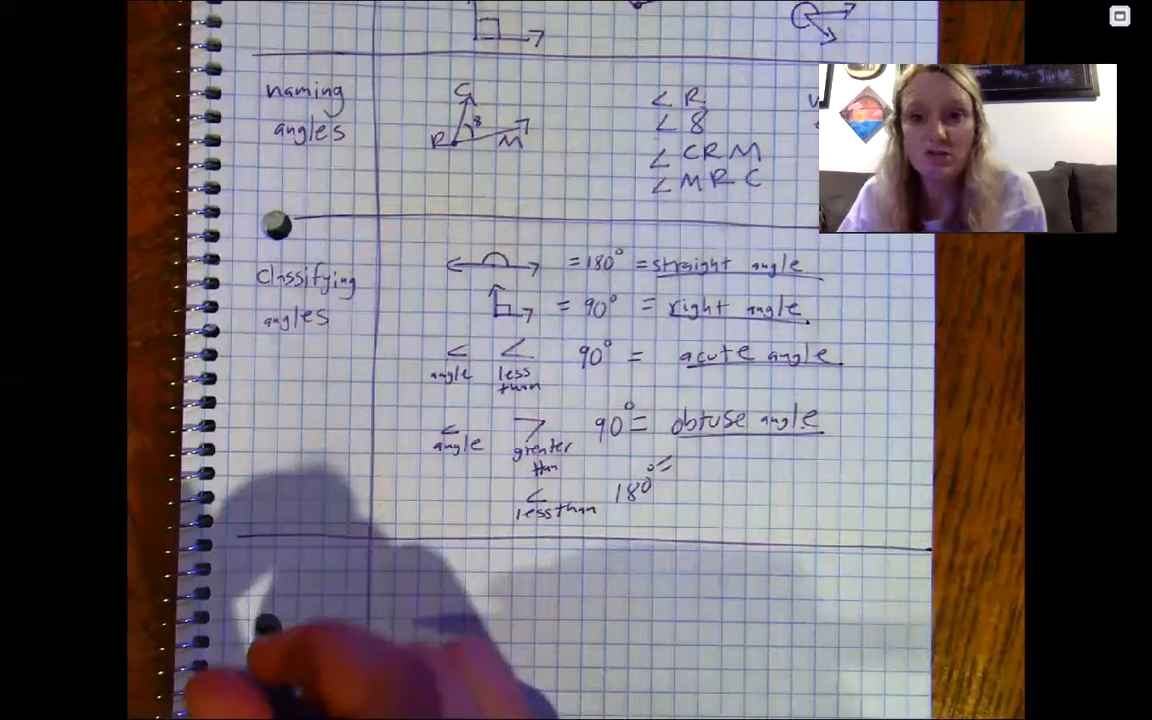 naming
angles
C
8
R M
< R
< 8
< CRM
< MRC
classifying
angles
= 180° = straight angle
= 90° = right angle
< < 90° = acute angle
angle less
than
< > 90° = obtuse angle
angle greater
than
< 180° =
less than